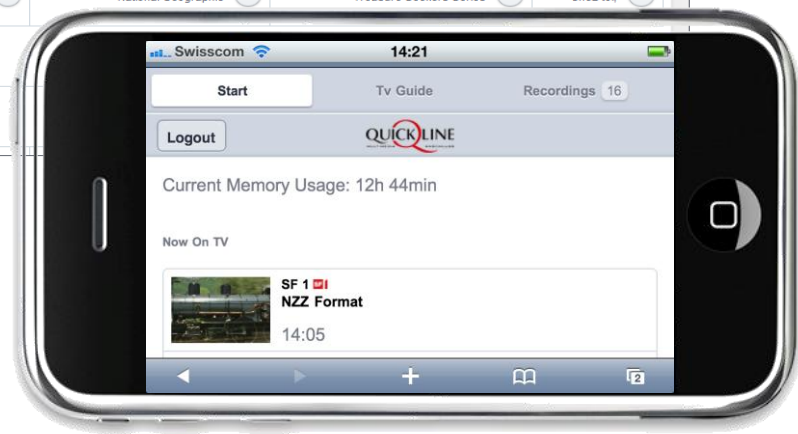 Swisscom 14:21
Start Tv Guide Recordings 16
Logout QUICKLINE
Current Memory Usage: 12h 44min
Now On TV
SF 1
NZZ Format
14:05
2